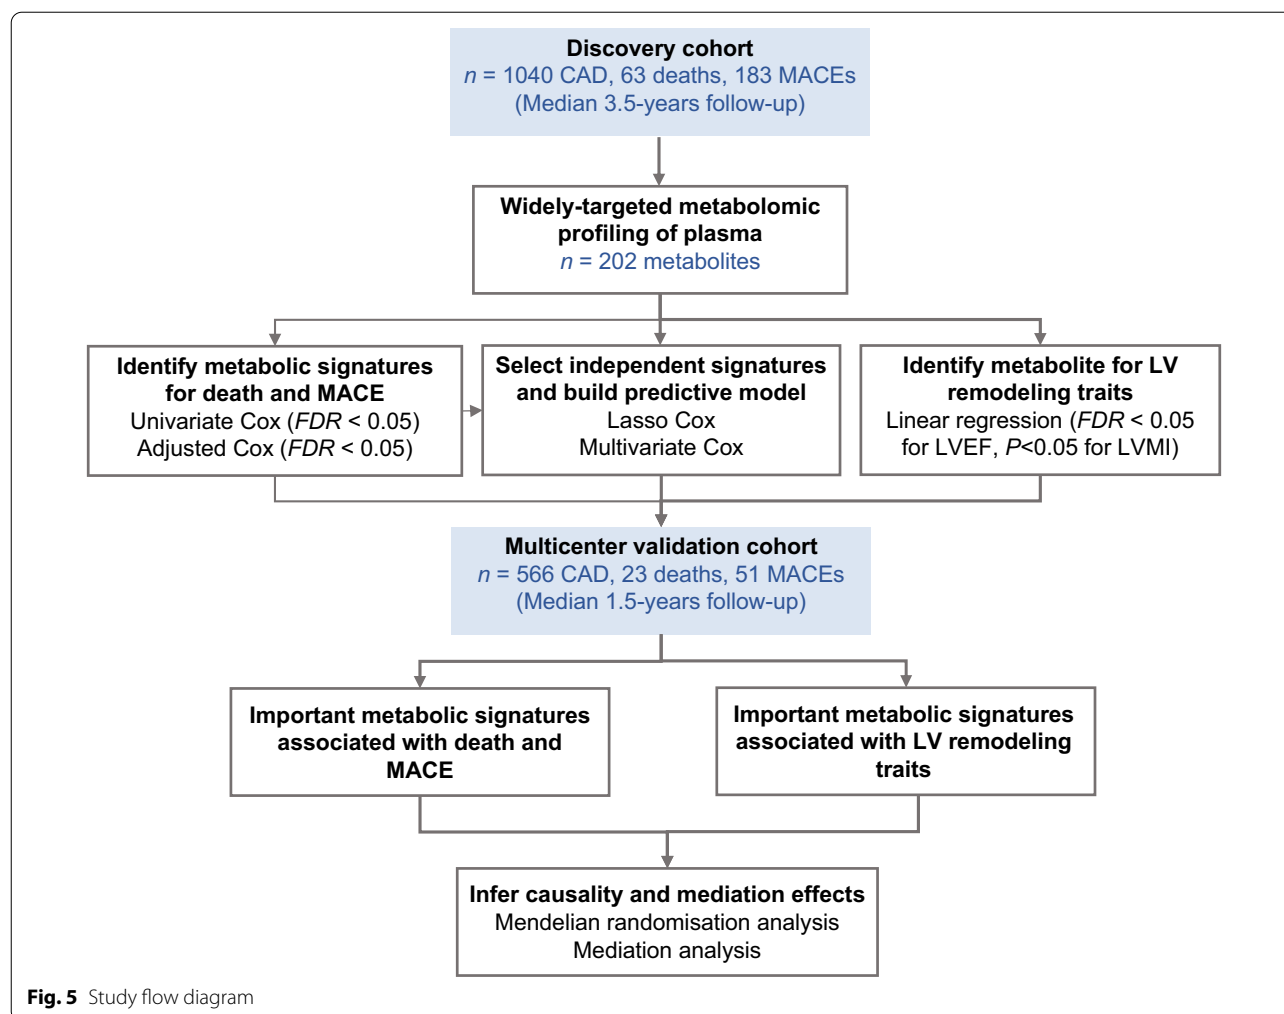 Discovery cohort
n = 1040 CAD, 63 deaths, 183 MACEs
(Median 3.5-years follow-up)
Widely-targeted metabolomic
profiling of plasma
n = 202 metabolites
Identify metabolic signatures
for death and MACE
Univariate Cox (FDR < 0.05)
Adjusted Cox (FDR < 0.05)
Select independent signatures
and build predictive model
Lasso Cox
Multivariate Cox
Identify metabolite for LV
remodeling traits
Linear regression (FDR < 0.05
for LVEF, P<0.05 for LVMI)
Multicenter validation cohort
n = 566 CAD, 23 deaths, 51 MACEs
(Median 1.5-years follow-up)
Important metabolic signatures
associated with death and
MACE
Important metabolic signatures
associated with LV remodeling
traits
Infer causality and mediation effects
Mendelian randomisation analysis
Mediation analysis
Fig. 5 Study flow diagram